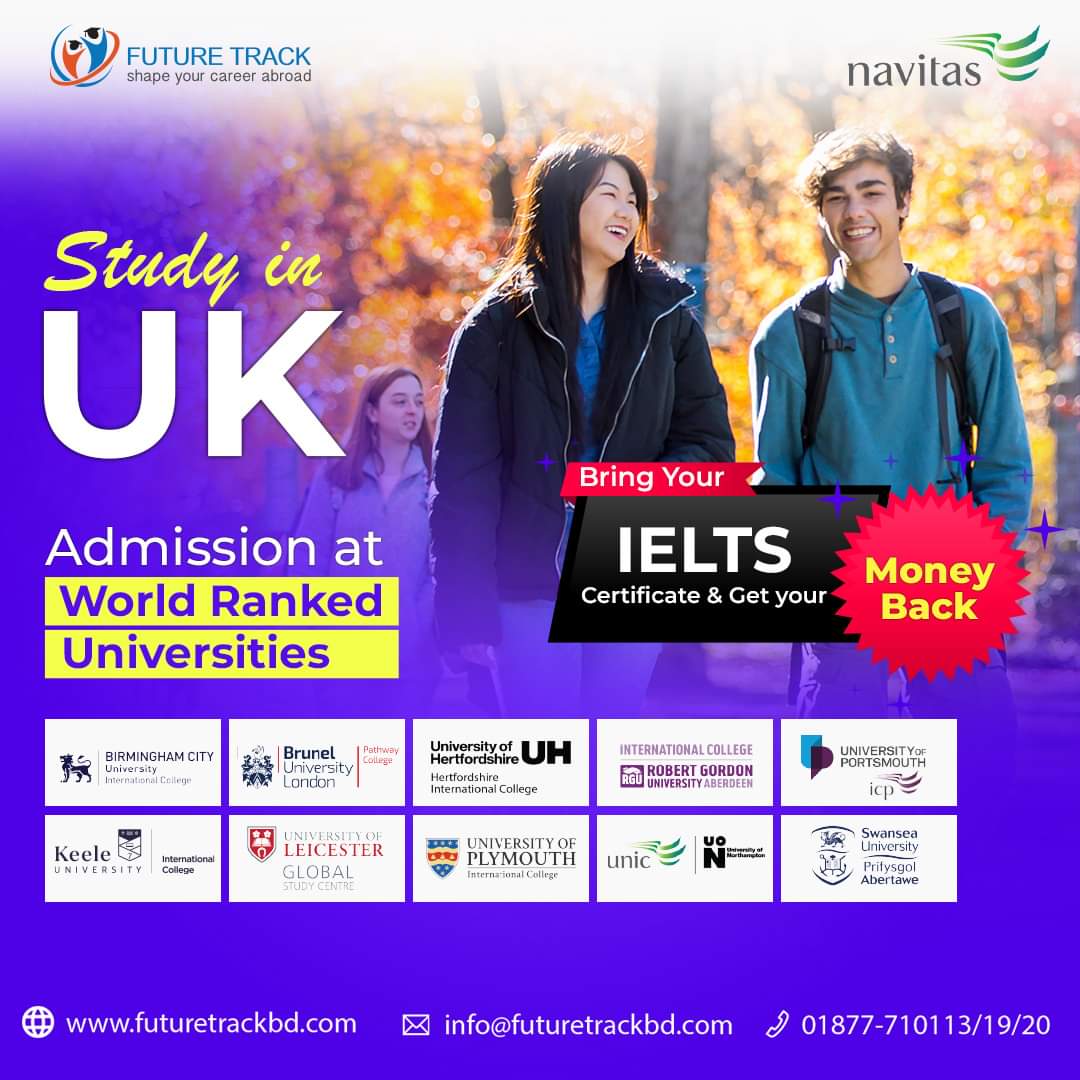 FUTURE TRACK
shape your career abroad
navitas
Study in
UK
Bring Your
IELTS
Certificate & Get your
Money
Back
Admission at
World Ranked
Universities
BIRMINGHAM CITY
University
International College
Brunel
University
London
Pathway
College
University of
Hertfordshire
UH
Hertfordshire
International College
INTERNATIONAL COLLEGE
RGU
ROBERT GORDON
UNIVERSITY ABERDEEN
UNIVERSITY OF
PORTSMOUTH
icp
Keele
UNIVERSITY
International
College
UNIVERSITY OF
LEICESTER
GLOBAL
STUDY CENTRE
UNIVERSITY OF
PLYMOUTH
International College
unic
UO
N
University of
Northampton
Swansea
University
Prifysgol
Abertawe
www.futuretrackbd.com
info@futuretrackbd.com
01877-710113/19/20